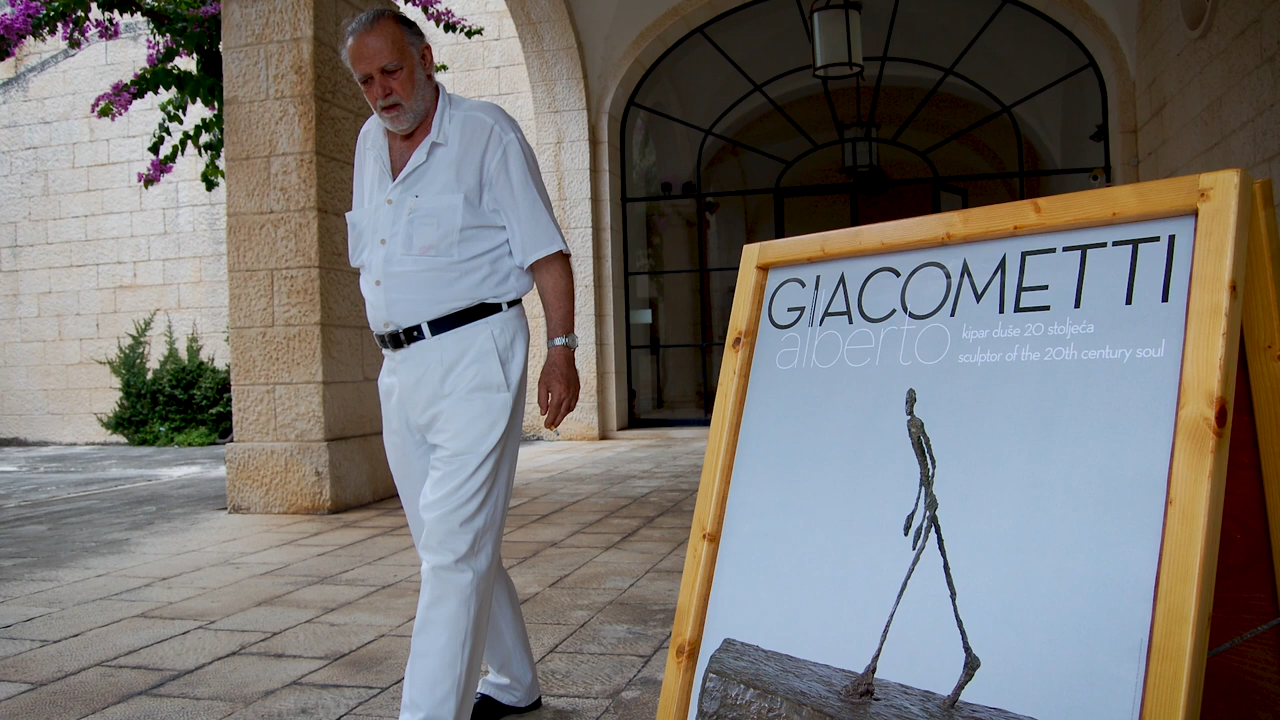 GIACOMETTI
alberto
kipar duše 20 stoljeća
sculptor of the 20th century soul